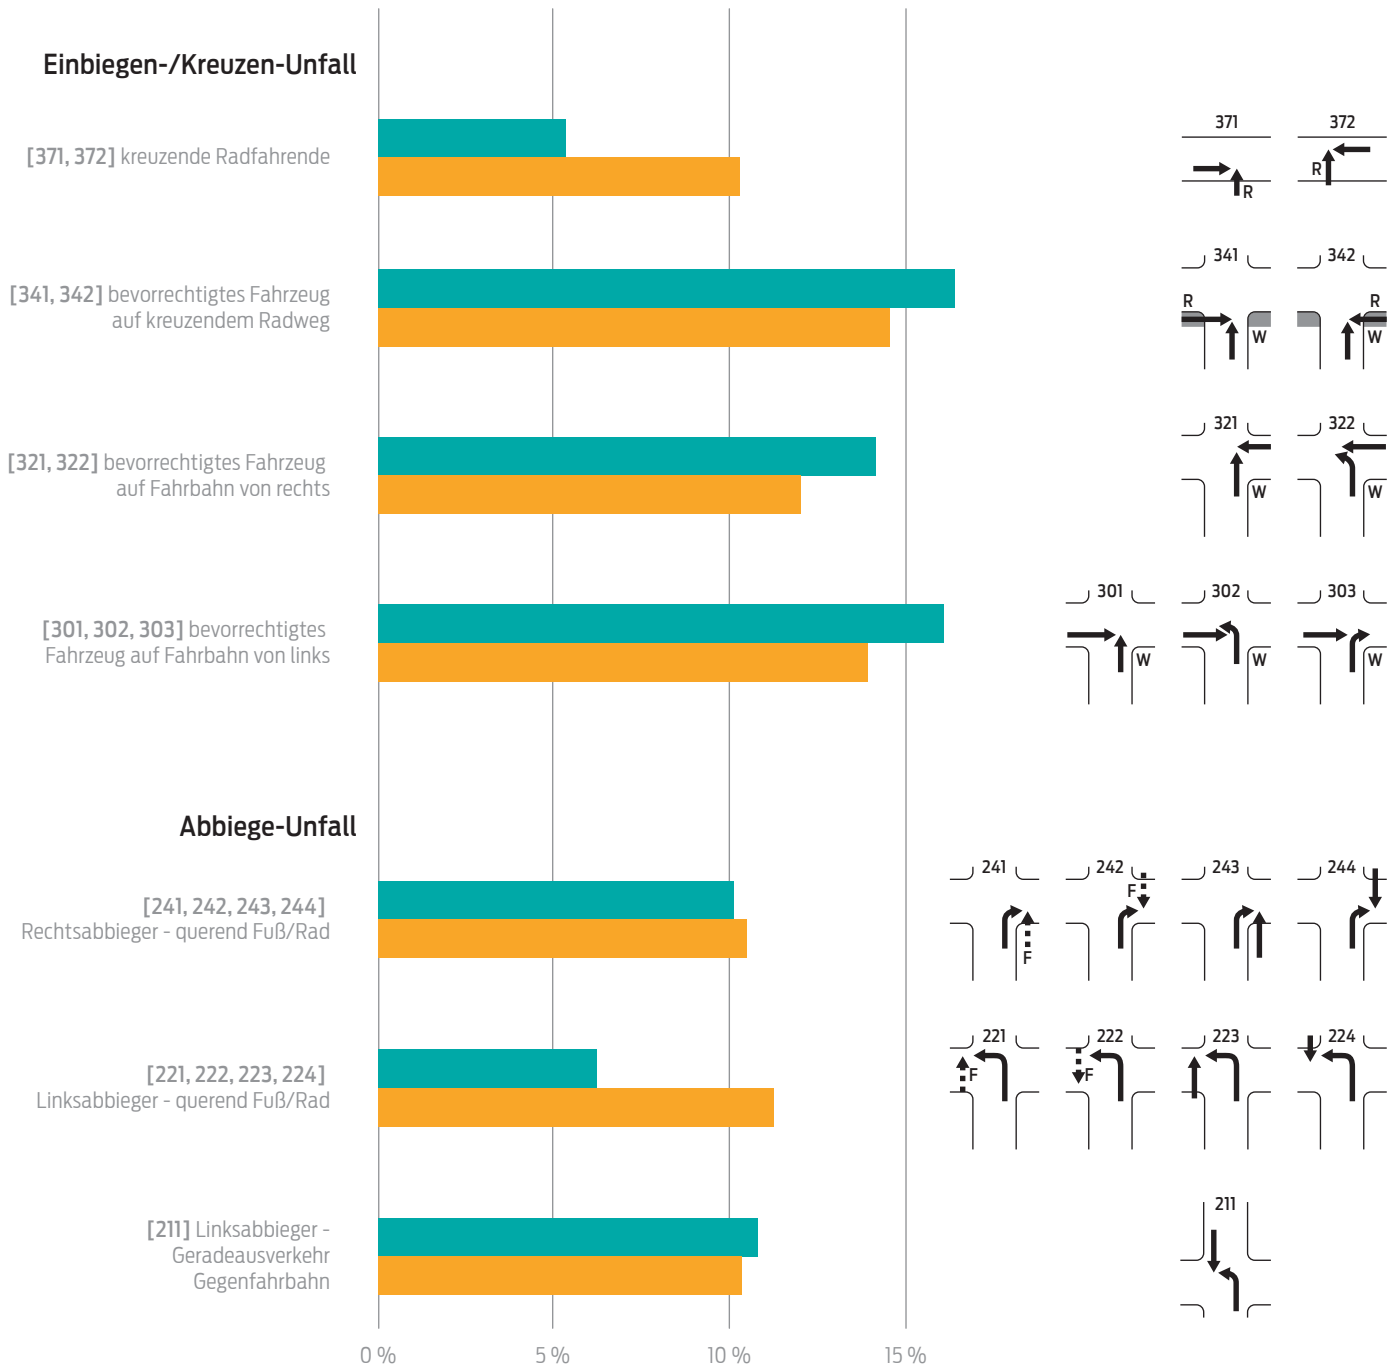 Einbiegen-/Kreuzen-Unfall
371 372
[371, 372] kreuzende Radfahrende
R
R
341 342
[341, 342] bevorrechtigtes Fahrzeug
auf kreuzendem Radweg
R R
W W
321 322
[321, 322] bevorrechtigtes Fahrzeug
auf Fahrbahn von rechts
W W
301 302 303
[301, 302, 303] bevorrechtigtes
Fahrzeug auf Fahrbahn von links
W W W
Abbiege-Unfall
241 242 243 244
[241, 242, 243, 244]
Rechtsabbieger - querend Fuß/Rad
F
F
221 222 223 224
[221, 222, 223, 224]
Linksabbieger - querend Fuß/Rad
F F
211
[211] Linksabbieger -
Geradeausverkehr
Gegenfahrbahn
0 % 5 % 10 % 15 %